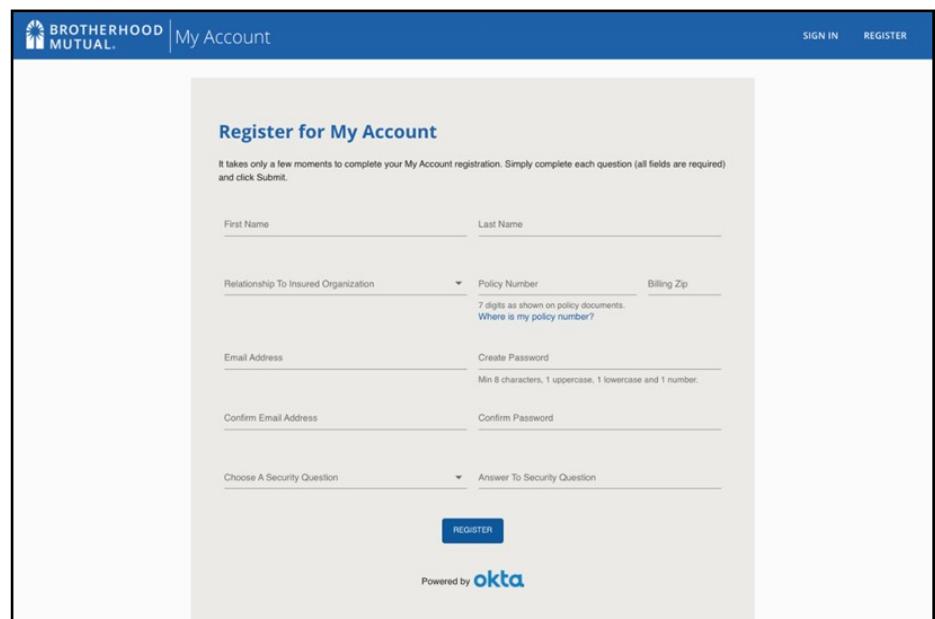 BROTHERHOOD
MUTUAL.
My Account
SIGN IN
REGISTER
Register for My Account
It takes only a few moments to complete your My Account registration. Simply complete each question (all fields are required)
and click Submit.
First Name
Last Name
Relationship To Insured Organization
Policy Number
Billing Zip
7 digits as shown on policy documents.
Where is my policy number?
Email Address
Create Password
Min 8 characters, 1 uppercase, 1 lowercase and 1 number.
Confirm Email Address
Confirm Password
Choose A Security Question
Answer To Security Question
REGISTER
Powered by okta